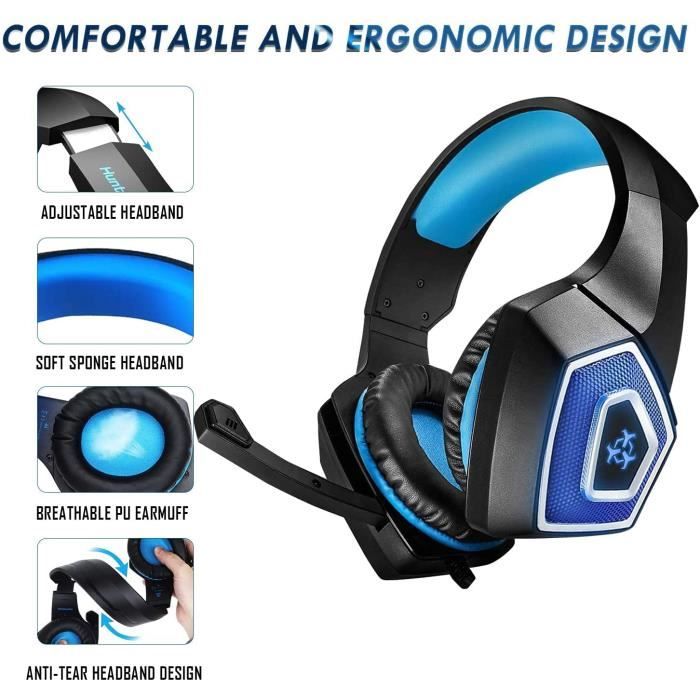 COMFORTABLE AND ERGONOMIC DESIGN
ADJUSTABLE HEADBAND
SOFT SPONGE HEADBAND
BREATHABLE PU EARMUFF
ANTI-TEAR HEADBAND DESIGN